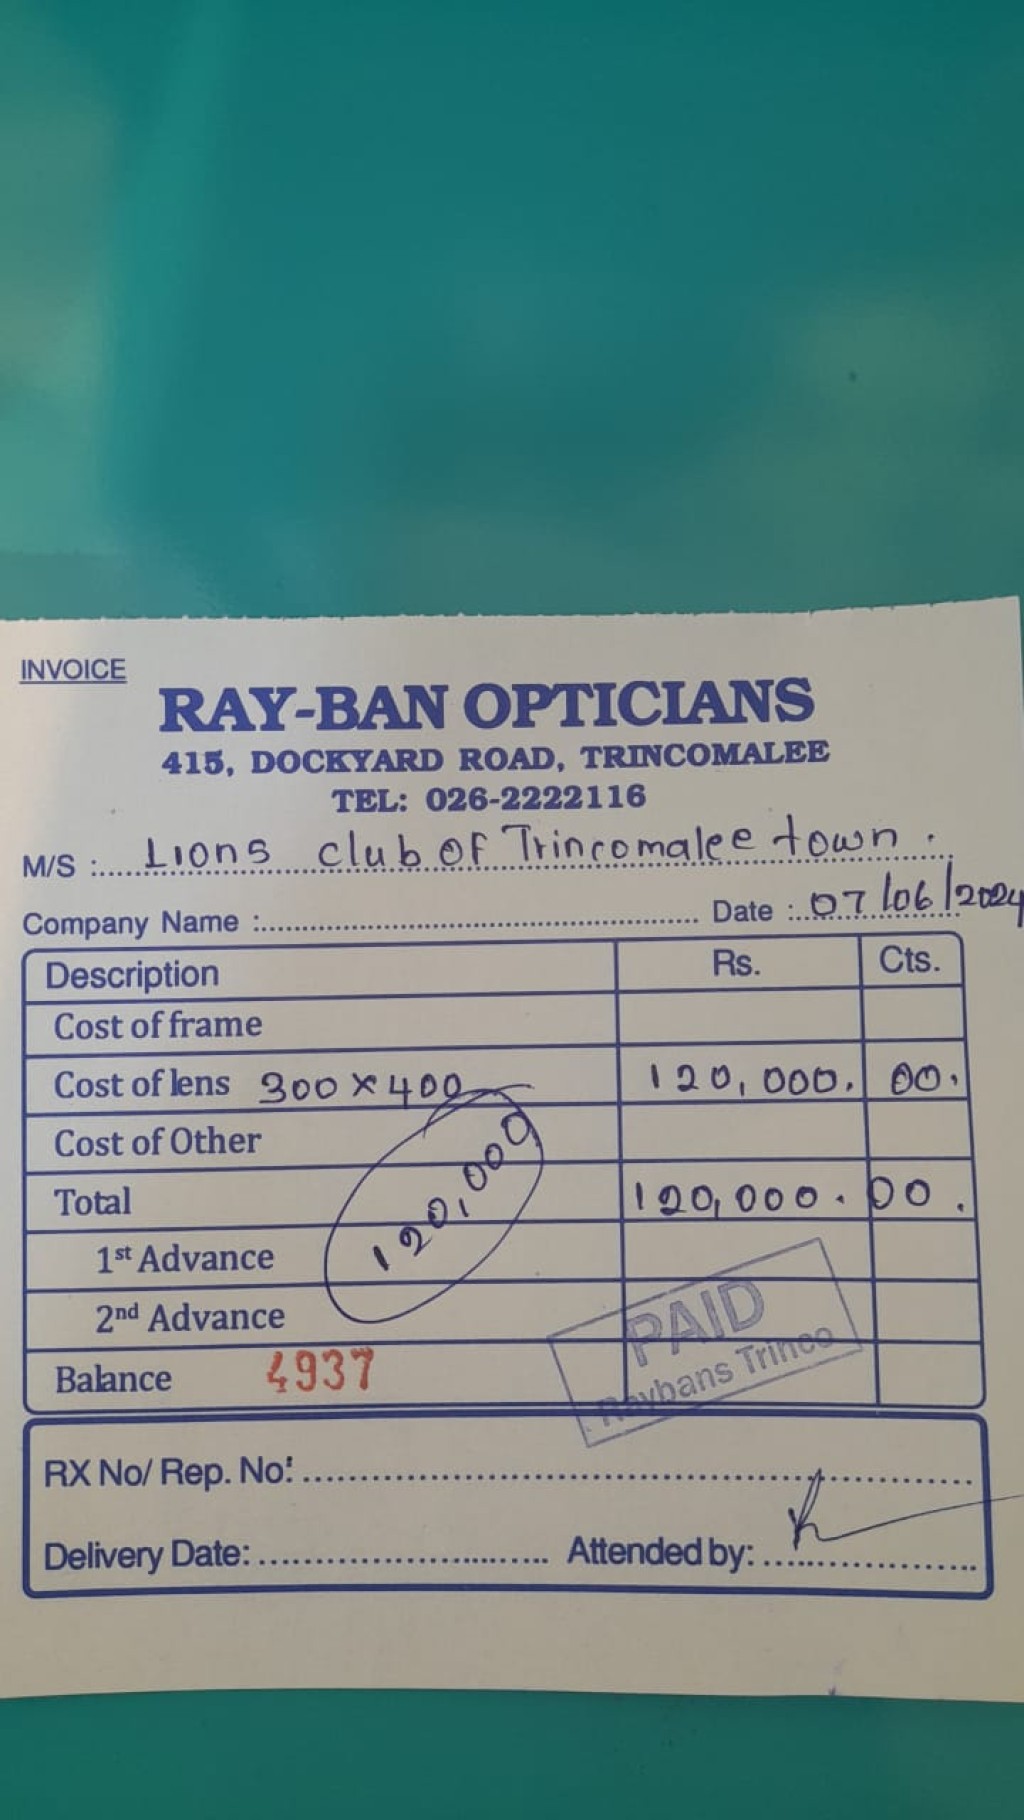 INVOICE
RAY-BAN OPTICIANS
415, DOCKYARD ROAD, TRINCOMALEE
TEL: 026-2222116
M/S : Lions club of Trincomalee town.
Company Name : Date : 07/06/2024
Description Rs. Cts.
Cost of frame
Cost of lens 300 x 400 120,000. 00.
Cost of Other
120,000
Total 120,000. 00.
1st Advance
2nd Advance
PAID
Raybans Trinco
Balance 4937
RX No/ Rep. No:
Delivery Date: Attended by: